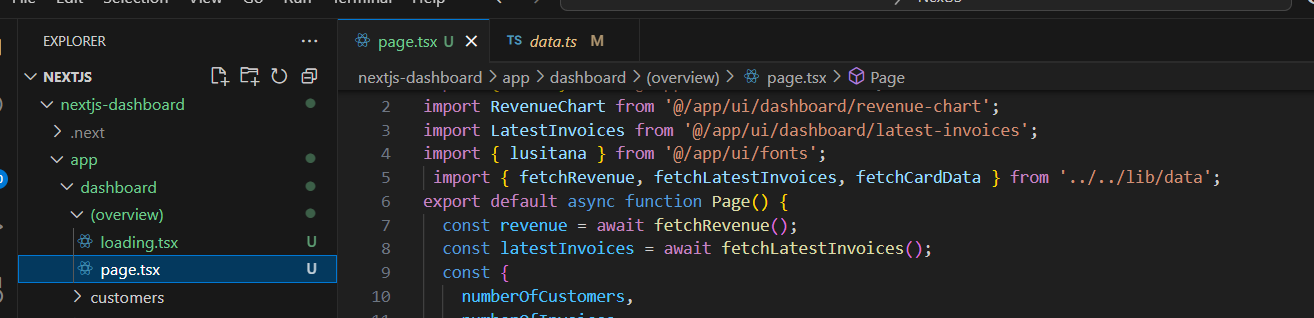 File Edit Selection View Go Run Terminal Help
EXPLORER
NEXTJS
nextjs-dashboard
.next
app
dashboard
(overview)
loading.tsx U
page.tsx U
customers
page.tsx U
TS data.ts M
nextjs-dashboard > app > dashboard > (overview) > page.tsx > Page
2 import RevenueChart from '@/app/ui/dashboard/revenue-chart';
3 import LatestInvoices from '@/app/ui/dashboard/latest-invoices';
4 import { lusitana } from '@/app/ui/fonts';
5 import { fetchRevenue, fetchLatestInvoices, fetchCardData } from '../../lib/data';
6 export default async function Page() {
7 const revenue = await fetchRevenue();
8 const latestInvoices = await fetchLatestInvoices();
9 const {
10 numberOfCustomers,
11 numberOfInvoices